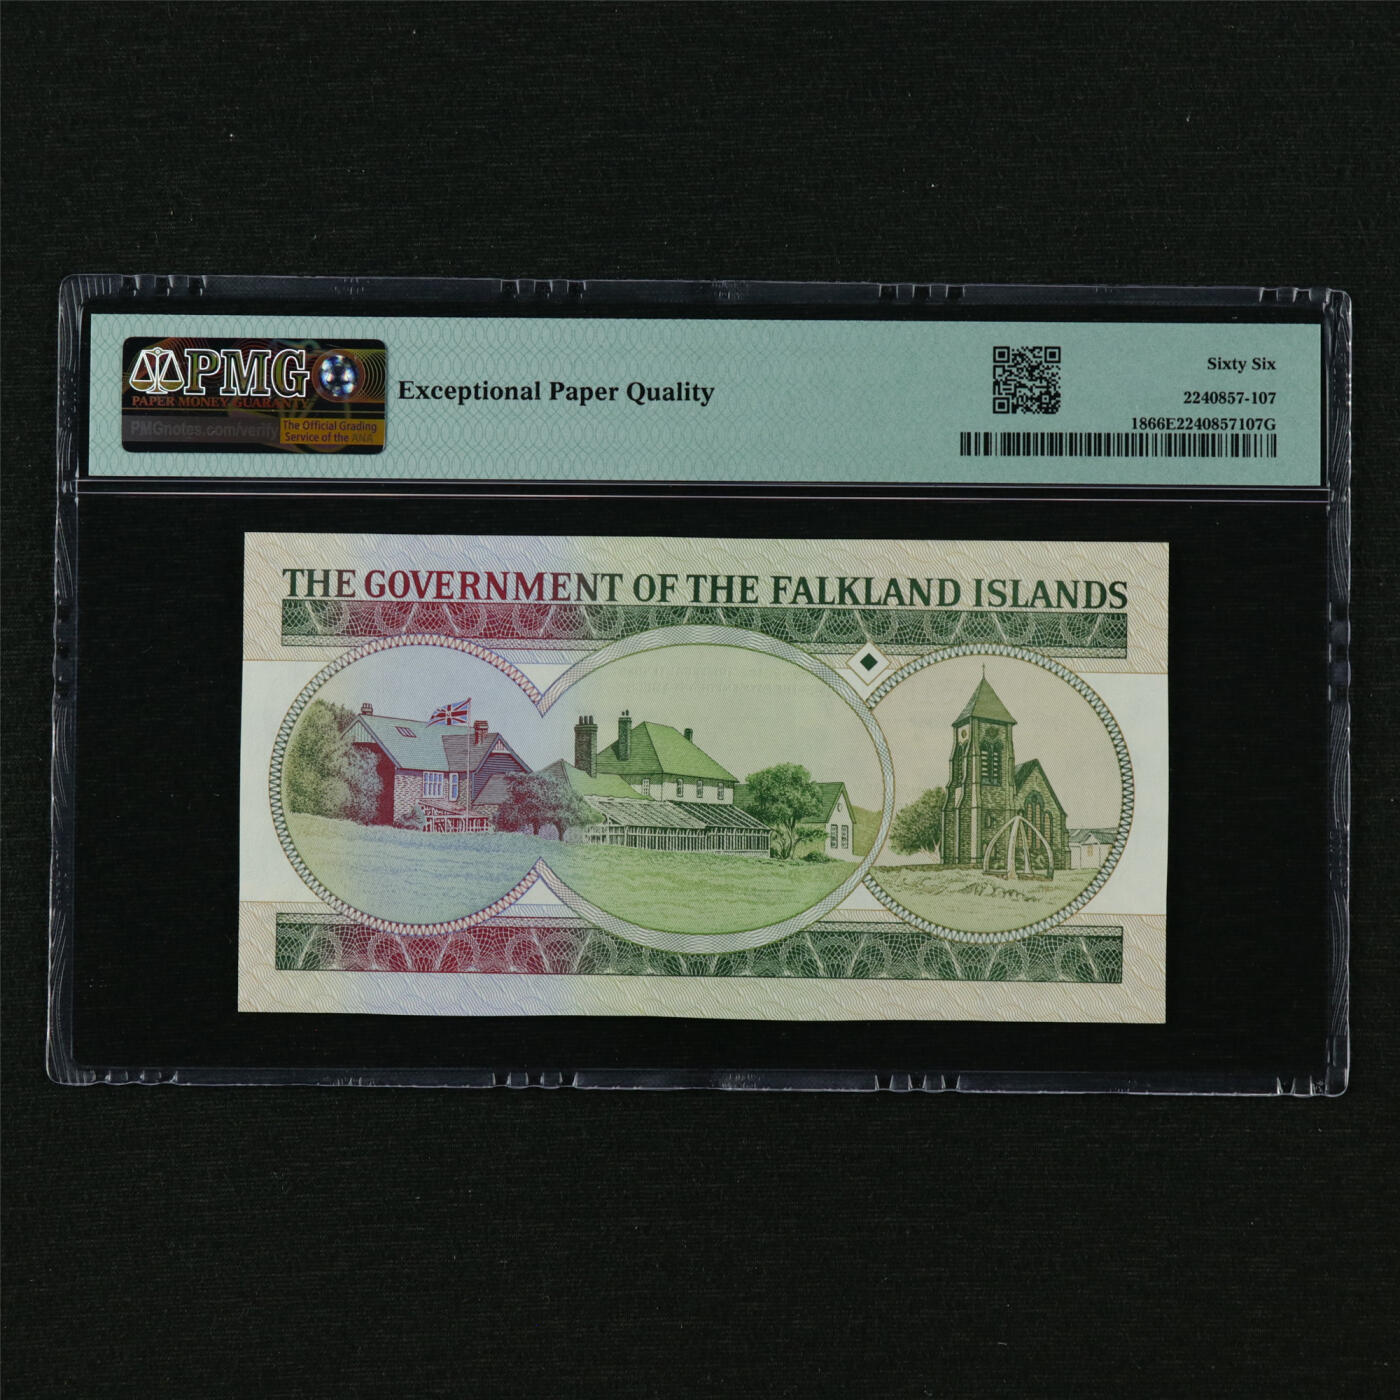 PMG
PAPER MONEY GUARANTY
PMGnotes.com/verify
The Official Grading
Service of the ANA
Exceptional Paper Quality
Sixty Six
2240857-107
1866E2240857107G
THE GOVERNMENT OF THE FALKLAND ISLANDS